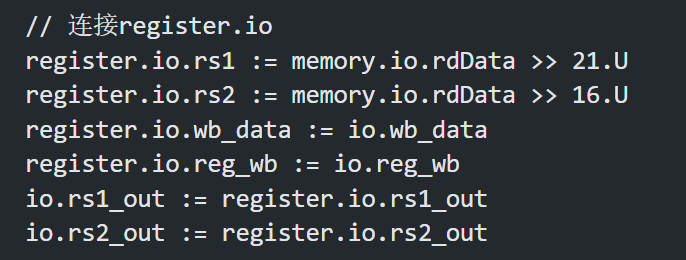 // 连接register.io
register.io.rs1 := memory.io.rdData >> 21.U
register.io.rs2 := memory.io.rdData >> 16.U
register.io.wb_data := io.wb_data
register.io.reg_wb := io.reg_wb
io.rs1_out := register.io.rs1_out
io.rs2_out := register.io.rs2_out